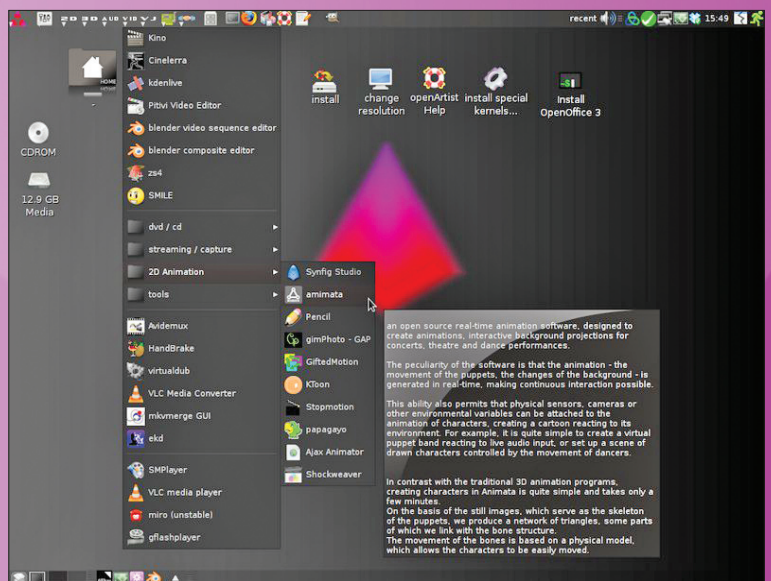 recent
15:49
HOME
CDROM
12.9 GB
Media
install
change
resolution
openArtist
Help
install special
kernels...
Install
OpenOffice 3
Kino
Cinelerra
kdenlive
Pitivi Video Editor
blender video sequence editor
blender composite editor
zs4
SMILE
dvd / cd
streaming / capture
2D Animation
tools
Avidemux
HandBrake
virtualdub
VLC Media Converter
mkvmerge GUI
ekd
SMPlayer
VLC media player
miro (unstable)
gflashplayer
Synfig Studio
amimata
Pencil
gimPhoto - GAP
GiftedMotion
KToon
Stopmotion
papagayo
Ajax Animator
Shockweaver
an open source real-time animation software, designed to
create animations, interactive background projections for
concerts, theatre and dance performances.
The peculiarity of the software is that the animation - the
movement of the puppets, the changes of the background - is
generated in real-time, making continuous interaction possible.
This ability also permits that physical sensors, cameras or
other environmental variables can be attached to the
animation of characters, creating a cartoon reacting to its
environment. For example, it is quite simple to create a virtual
puppet band reacting to live audio input, or set up a scene of
drawn characters controlled by the movement of dancers.
In contrast with the traditional 3D animation programs,
creating characters in Animata is quite simple and takes only a
few minutes.
On the basis of the still images, which serve as the skeleton
of the puppets, we produce a network of triangles, some parts
of which we link with the bone structure.
The movement of the bones is based on a physical model,
which allows the characters to be easily moved.